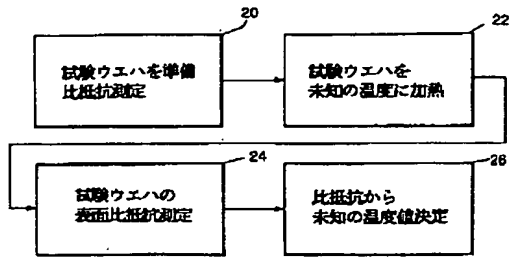 20
試験ウエハを準備
比抵抗測定
22
試験ウエハを
未知の温度に加熱
24
試験ウエハの
表面比抵抗測定
26
比抵抗から
未知の温度値決定